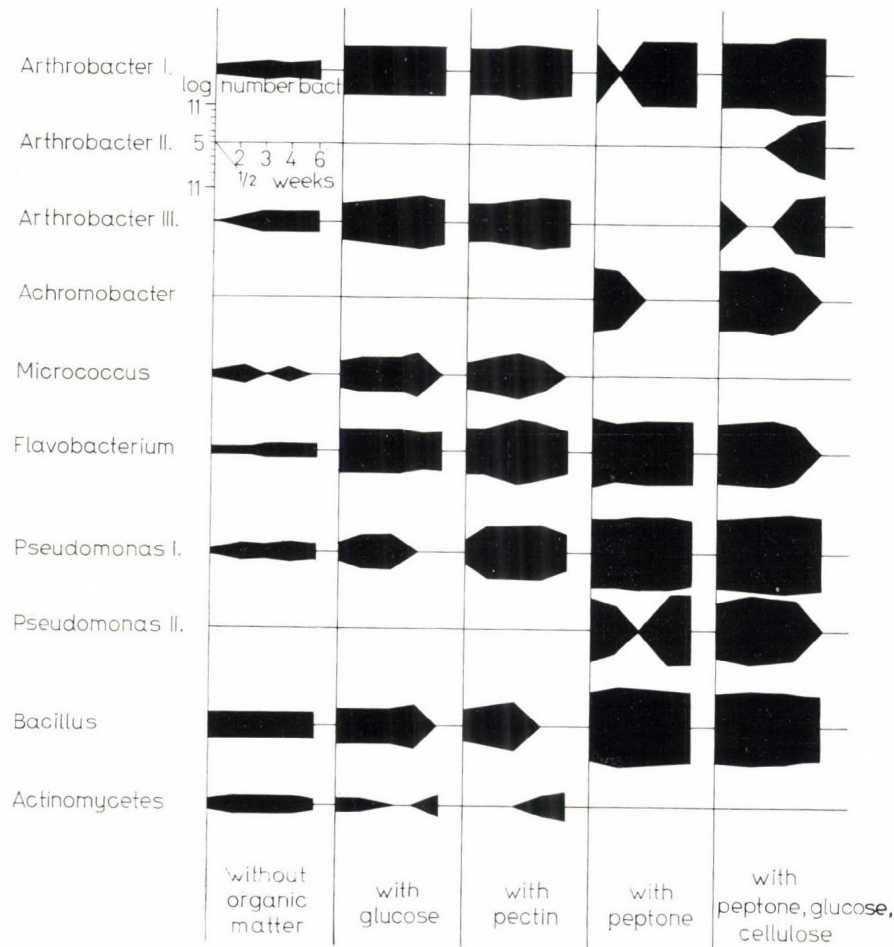 Arthrobacter I.
log number bact
11
Arthrobacter II.
5
2 3 4 6
1/2 weeks
11
Arthrobacter III.
Achromobacter
Micrococcus
Flavobacterium
Pseudomonas I.
Pseudomonas II.
Bacillus
Actinomycetes
without
organic
matter
with
glucose
with
pectin
with
peptone
with
peptone, glucose,
cellulose